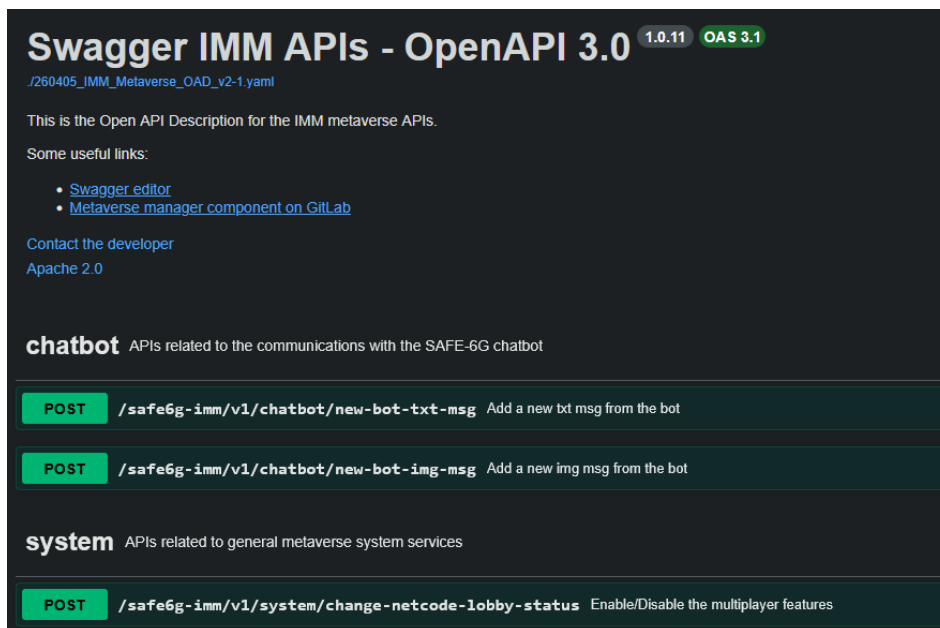 Swagger IMM APIs - OpenAPI 3.0 1.0.11 OAS 3.1
./260405_IMM_Metaverse_OAD_v2-1.yaml
This is the Open API Description for the IMM metaverse APIs.
Some useful links:
• Swagger editor
• Metaverse manager component on GitLab
Contact the developer
Apache 2.0
chatbot APIs related to the communications with the SAFE-6G chatbot
POST /safe6g-imm/v1/chatbot/new-bot-txt-msg Add a new txt msg from the bot
POST /safe6g-imm/v1/chatbot/new-bot-img-msg Add a new img msg from the bot
system APIs related to general metaverse system services
POST /safe6g-imm/v1/system/change-netcode-lobby-status Enable/Disable the multiplayer features